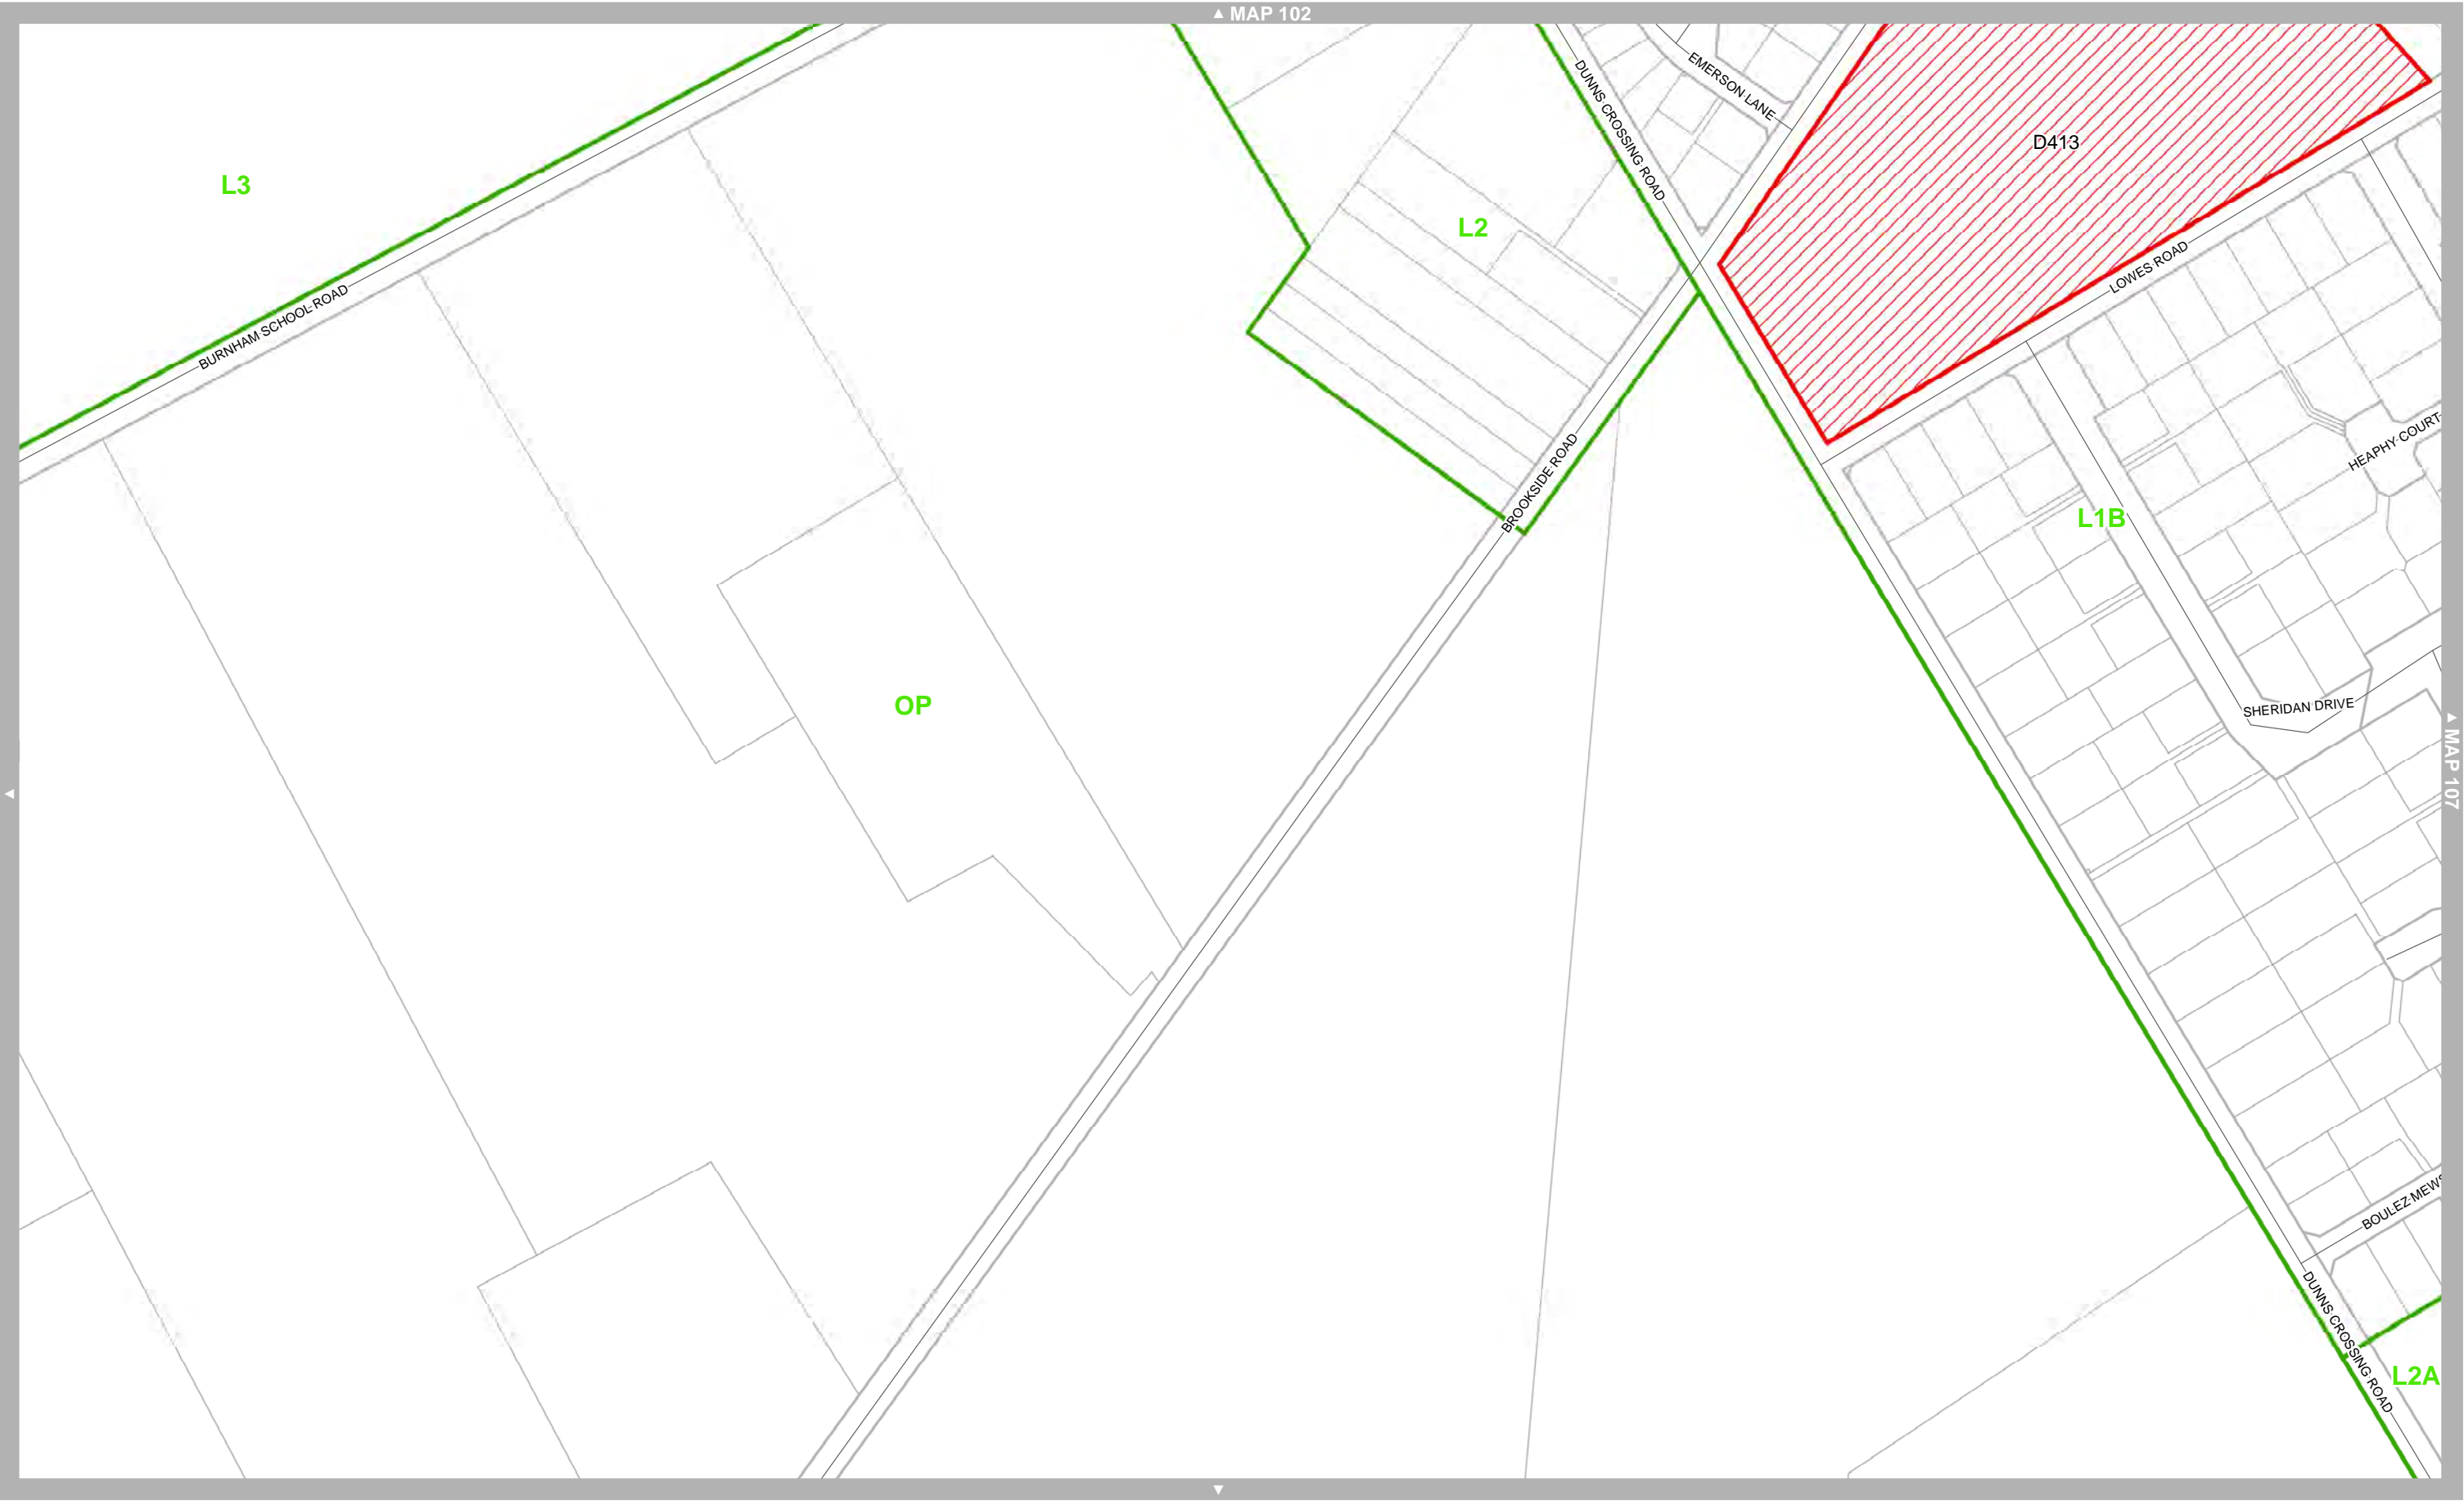 ▲ MAP 102
EMERSON LANE
DUNNS CROSSING ROAD
D413
L3
L2
LOWES ROAD
BURNHAM SCHOOL ROAD
HEAPHY COURT
BROOKSIDE ROAD
L1B
OP
SHERIDAN DRIVE
▲ MAP 107
BOULEZ MEWS
DUNNS CROSSING ROAD
L2A